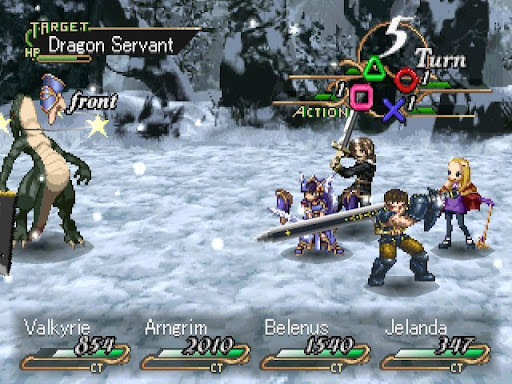 TARGET
HP
Dragon Servant
front
5
Turn
1
1
1
1
ACTION
Valkyrie
Arngrim
Belenus
Jelanda
854
2010
1540
347
CT
CT
CT
CT